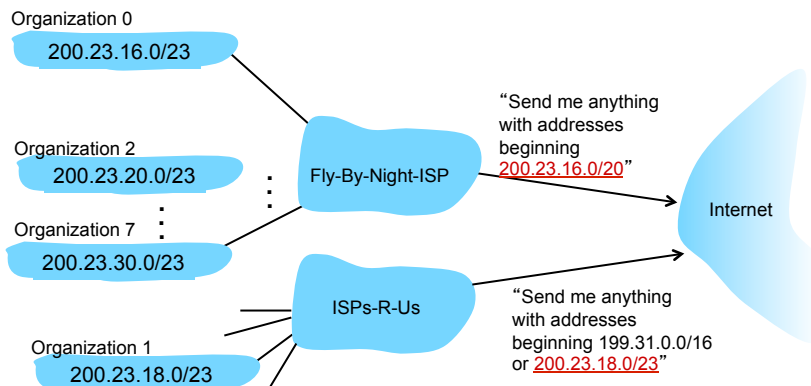 Organization 0
200.23.16.0/23
Organization 2
200.23.20.0/23
Organization 7
200.23.30.0/23
Fly-By-Night-ISP
“Send me anything
with addresses
beginning
200.23.16.0/20”
Internet
ISPs-R-Us
Organization 1
200.23.18.0/23
“Send me anything
with addresses
beginning 199.31.0.0/16
or 200.23.18.0/23”